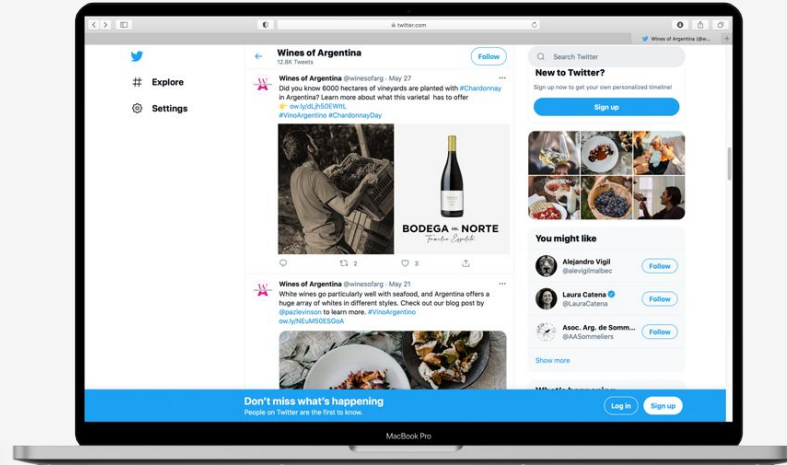 twitter.com
Wines of Argentina (@w...
Explore
Settings
Wines of Argentina
12.8K Tweets
Follow
Wines of Argentina @winesofarg · May 27
Did you know 6000 hectares of vineyards are planted with #Chardonnay
in Argentina? Learn more about what this varietal has to offer
👉 ow.ly/dLjh50EWItL
#VinoArgentino #ChardonnayDay
BODEGA DEL NORTE
Familia Espolita
2
3
Wines of Argentina @winesofarg · May 21
White wines go particularly well with seafood, and Argentina offers a
huge array of whites in different styles. Check out our blog post by
@pazlevinson to learn more. #VinoArgentino
ow.ly/NEuM50ESGoA
Search Twitter
New to Twitter?
Sign up now to get your own personalized timeline!
Sign up
You might like
Alejandro Vigil
@alevigilmalbec
Follow
Laura Catena
@LauraCatena
Follow
Asoc. Arg. de Somm...
@AASommeliers
Follow
Show more
What's happening
Don't miss what's happening
People on Twitter are the first to know.
Log in
Sign up
MacBook Pro